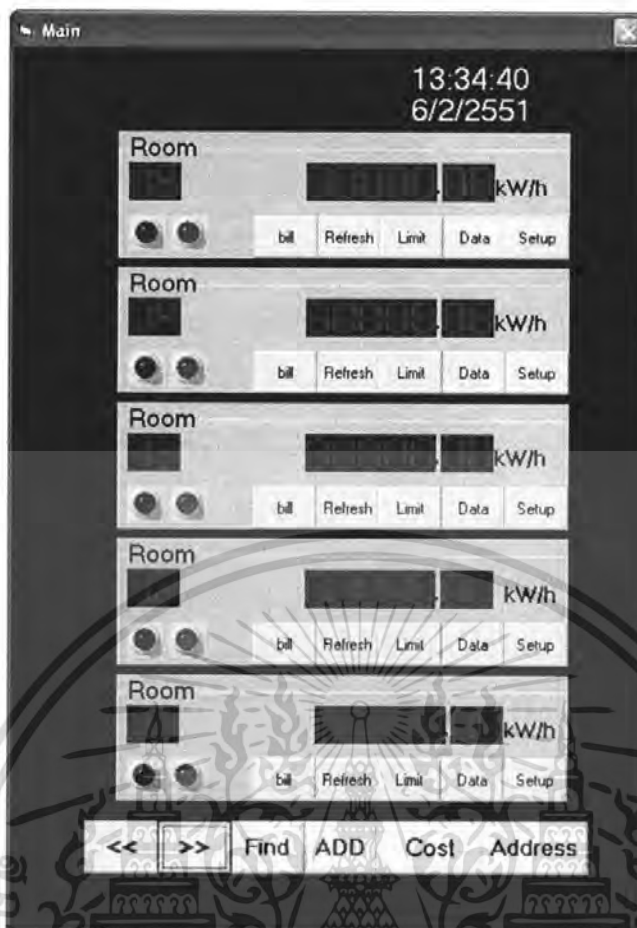 Main
13:34:40
6/2/2551
Room
kW/h
bill Refresh Limit Data Setup
Room
kW/h
bill Refresh Limit Data Setup
Room
kW/h
bill Refresh Limit Data Setup
Room
kW/h
bill Refresh Limit Data Setup
Room
kW/h
bill Refresh Limit Data Setup
<< >> Find ADD Cost Address